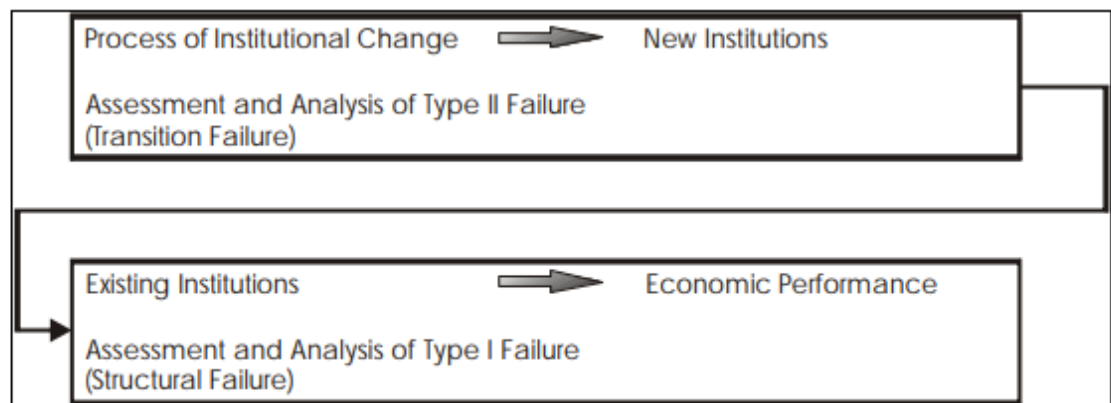 Process of Institutional Change New Institutions
Assessment and Analysis of Type II Failure
(Transition Failure)
Existing Institutions Economic Performance
Assessment and Analysis of Type I Failure
(Structural Failure)